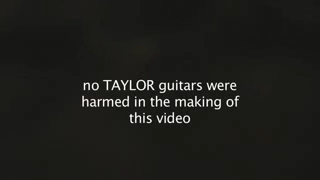 no TAYLOR guitars were
harmed in the making of
this video